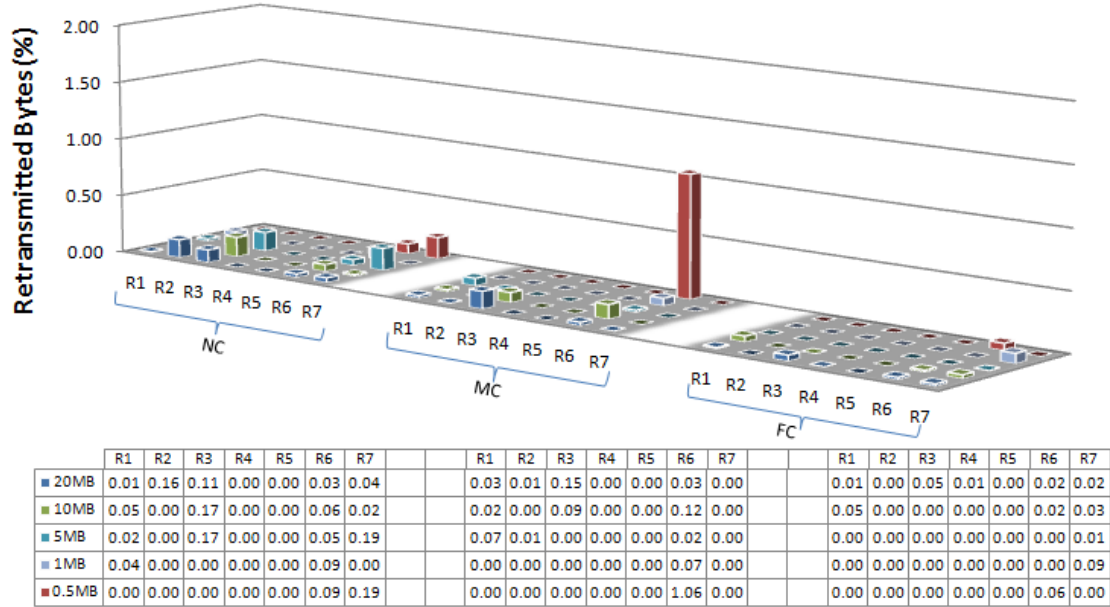 Retransmitted Bytes (%)
2.00
1.50
1.00
0.50
0.00
R1 R2 R3 R4 R5 R6 R7
NC
R1 R2 R3 R4 R5 R6 R7
MC
R1 R2 R3 R4 R5 R6 R7
FC
R1 R2 R3 R4 R5 R6 R7 R1 R2 R3 R4 R5 R6 R7 R1 R2 R3 R4 R5 R6 R7
20MB 0.01 0.16 0.11 0.00 0.00 0.03 0.04 0.03 0.01 0.15 0.00 0.00 0.03 0.00 0.01 0.00 0.05 0.01 0.00 0.02 0.02
10MB 0.05 0.00 0.17 0.00 0.00 0.06 0.02 0.02 0.00 0.09 0.00 0.00 0.12 0.00 0.05 0.00 0.00 0.00 0.00 0.02 0.03
5MB 0.02 0.00 0.17 0.00 0.00 0.05 0.19 0.07 0.01 0.00 0.00 0.00 0.02 0.00 0.00 0.00 0.00 0.00 0.00 0.00 0.01
1MB 0.04 0.00 0.00 0.00 0.00 0.09 0.00 0.00 0.00 0.00 0.00 0.00 0.07 0.00 0.00 0.00 0.00 0.00 0.00 0.00 0.09
0.5MB 0.00 0.00 0.00 0.00 0.00 0.09 0.19 0.00 0.00 0.00 0.00 0.00 1.06 0.00 0.00 0.00 0.00 0.00 0.00 0.06 0.00